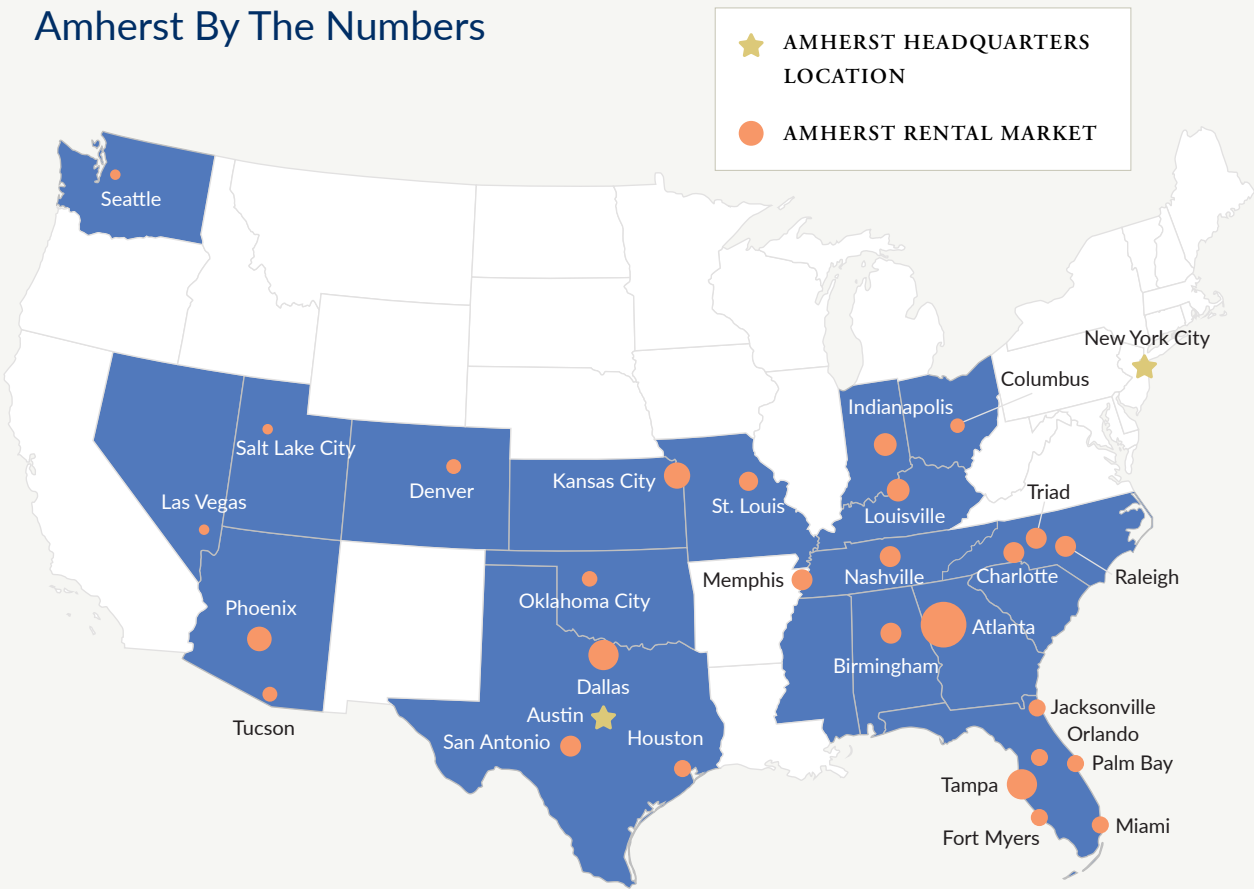 Amherst By The Numbers
AMHERST HEADQUARTERS
LOCATION
AMHERST RENTAL MARKET
Seattle
New York City
Columbus
Indianapolis
Salt Lake City
Kansas City
Denver
Triad
Las Vegas
St. Louis
Louisville
Memphis
Nashville
Charlotte
Raleigh
Oklahoma City
Phoenix
Atlanta
Birmingham
Dallas
Jacksonville
Austin
Tucson
Orlando
San Antonio
Houston
Palm Bay
Tampa
Miami
Fort Myers